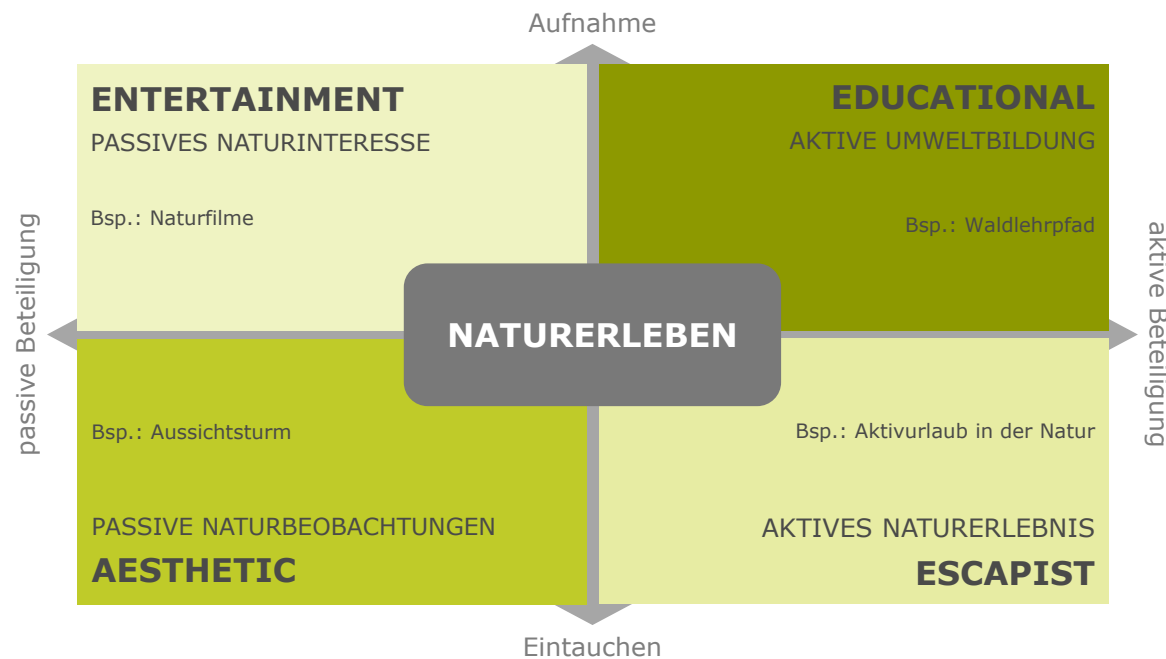 Aufnahme
ENTERTAINMENT
PASSIVES NATURINTERESSE
Bsp.: Naturfilme
EDUCATIONAL
AKTIVE UMWELTBILDUNG
Bsp.: Waldlehrpfad
passive Beteiligung
NATURERLEBEN
aktive Beteiligung
Bsp.: Aussichtsturm
PASSIVE NATURBEOBACHTUNGEN
AESTHETIC
Bsp.: Aktivurlaub in der Natur
AKTIVES NATURERLEBNIS
ESCAPIST
Eintauchen